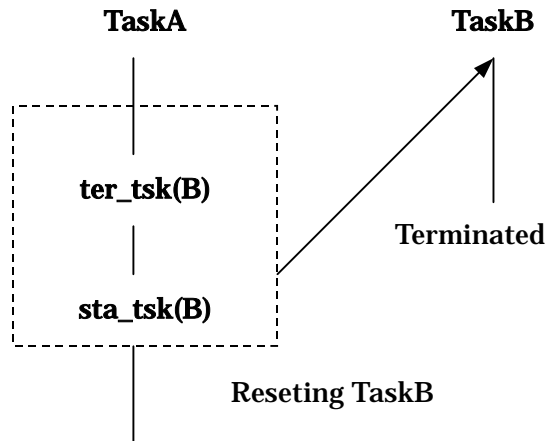 TaskA
TaskB
ter_tsk(B)
Terminated
sta_tsk(B)
Reseting TaskB